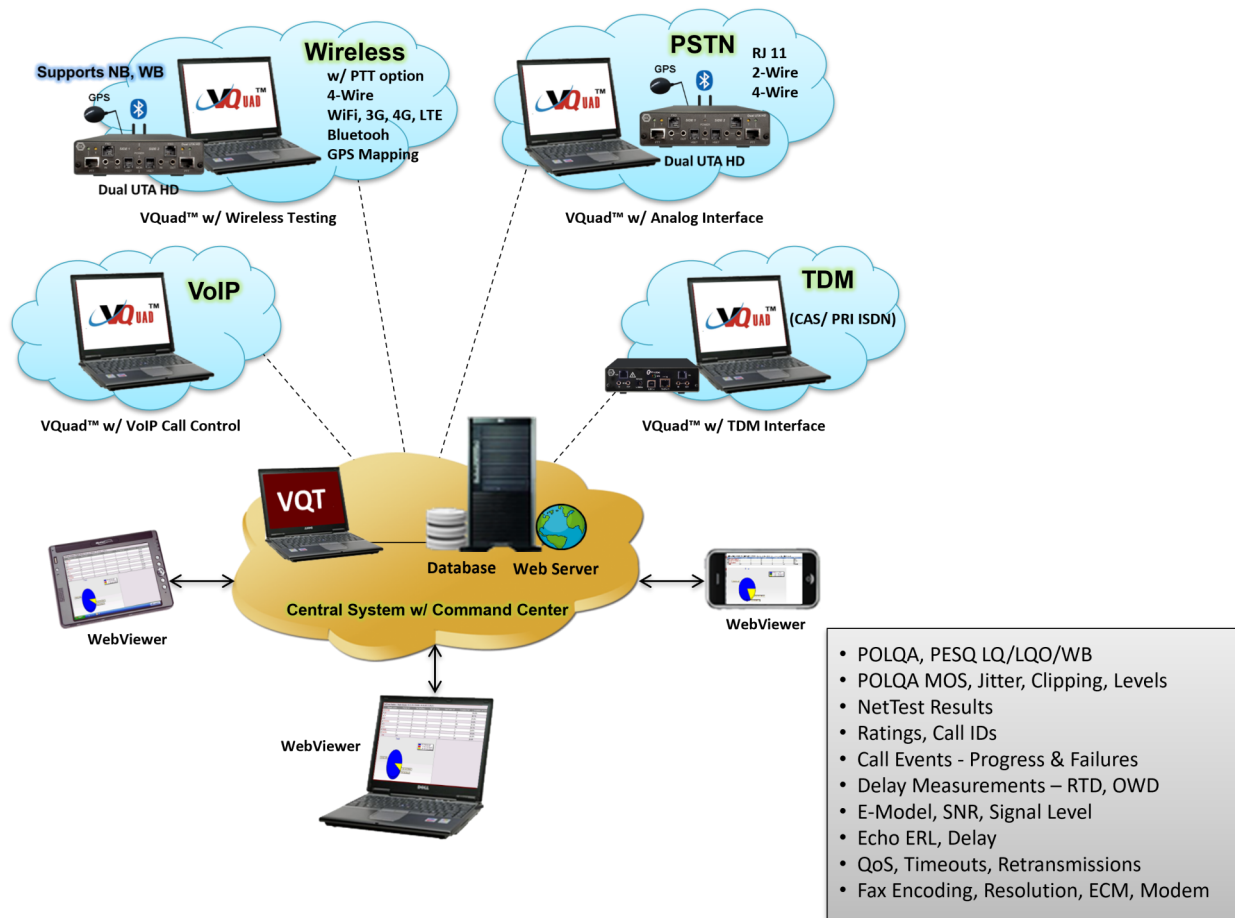 Wireless
Supports NB, WB
w/ PTT option
4-Wire
WiFi, 3G, 4G, LTE
Bluetooh
GPS Mapping
GPS
VQUAD™
Dual UTA HD
VQuad™ w/ Wireless Testing
PSTN
RJ 11
2-Wire
4-Wire
GPS
VQUAD™
Dual UTA HD
VQuad™ w/ Analog Interface
VoIP
VQUAD™
VQuad™ w/ VoIP Call Control
TDM
(CAS/ PRI ISDN)
VQUAD™
VQuad™ w/ TDM Interface
VQT
Database
Web Server
Central System w/ Command Center
WebViewer
WebViewer
WebViewer
DELL
• POLQA, PESQ LQ/LQO/WB
• POLQA MOS, Jitter, Clipping, Levels
• NetTest Results
• Ratings, Call IDs
• Call Events - Progress & Failures
• Delay Measurements – RTD, OWD
• E-Model, SNR, Signal Level
• Echo ERL, Delay
• QoS, Timeouts, Retransmissions
• Fax Encoding, Resolution, ECM, Modem